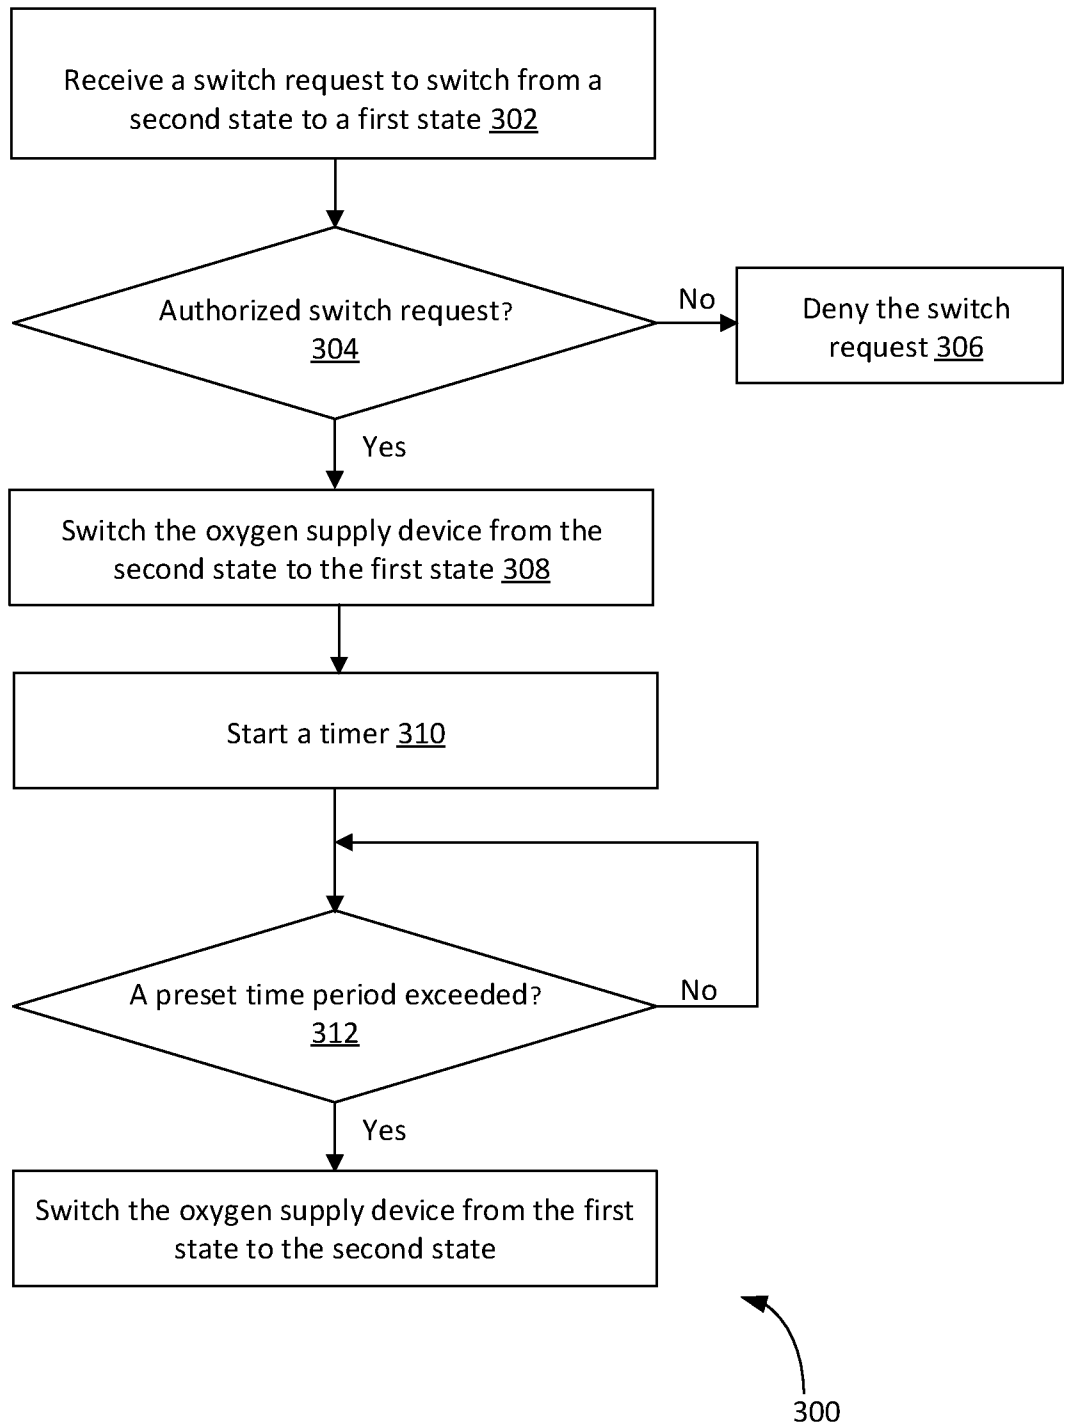 Receive a switch request to switch from a
second state to a first state 302
Authorized switch request?
304
No
Deny the switch
request 306
Yes
Switch the oxygen supply device from the
second state to the first state 308
Start a timer 310
A preset time period exceeded?
312
No
Yes
Switch the oxygen supply device from the first
state to the second state
300